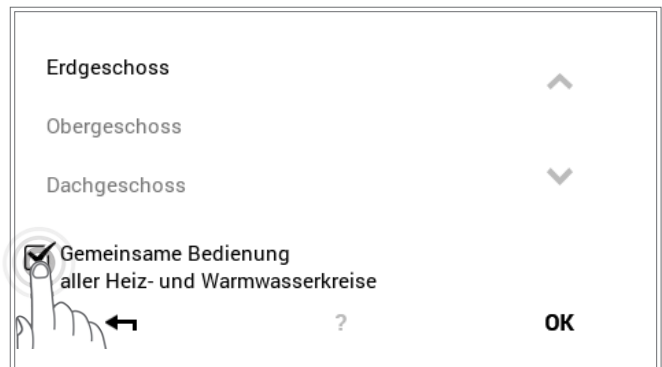 Erdgeschoss
Obergeschoss
Dachgeschoss
Gemeinsame Bedienung
aller Heiz- und Warmwasserkreise
? OK